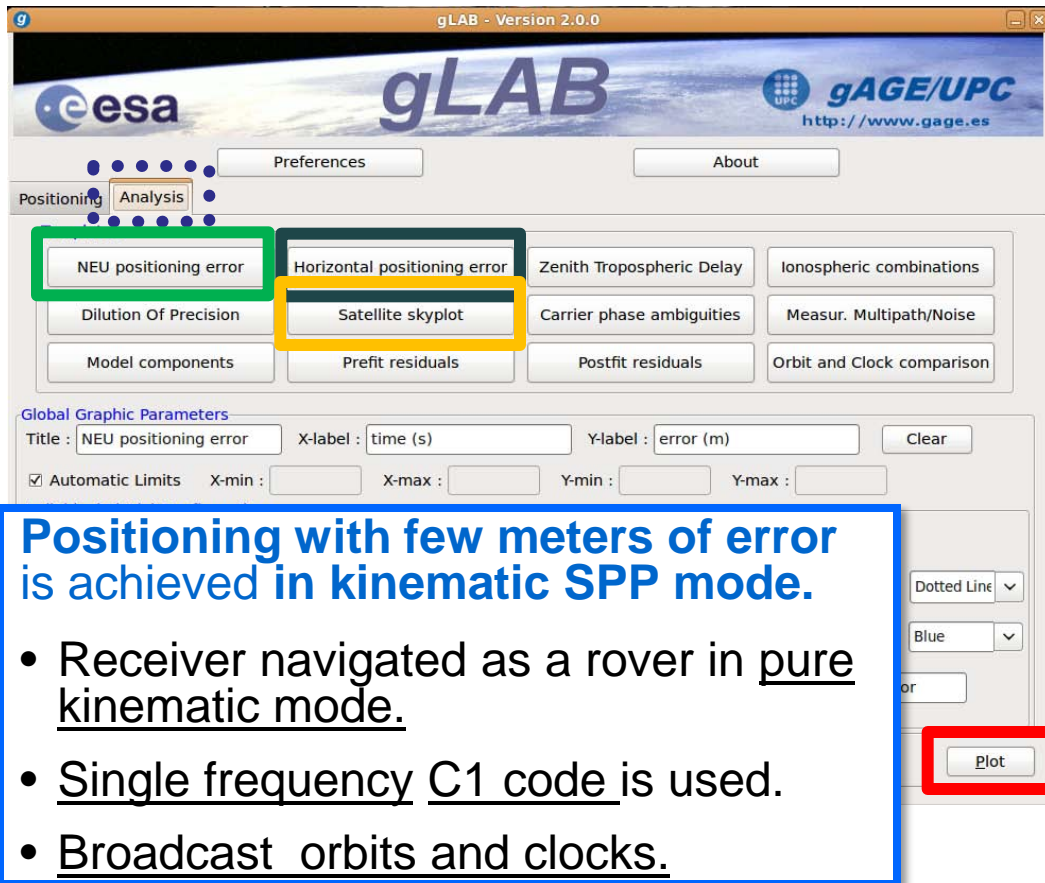 gLAB - Version 2.0.0
esa
gLAB
UPC
gAGE/UPC
http://www.gage.es
Preferences
About
Positioning
Analysis
NEU positioning error
Horizontal positioning error
Zenith Tropospheric Delay
Ionospheric combinations
Dilution Of Precision
Satellite skyplot
Carrier phase ambiguities
Measur. Multipath/Noise
Model components
Prefit residuals
Postfit residuals
Orbit and Clock comparison
Global Graphic Parameters
Title : NEU positioning error X-label : time (s) Y-label : error (m) Clear
Automatic Limits X-min : X-max : Y-min : Y-max :
Dotted Line
Blue
or
Plot
Positioning with few meters of error
is achieved in kinematic SPP mode.
• Receiver navigated as a rover in pure
kinematic mode.
• Single frequency C1 code is used.
• Broadcast orbits and clocks.